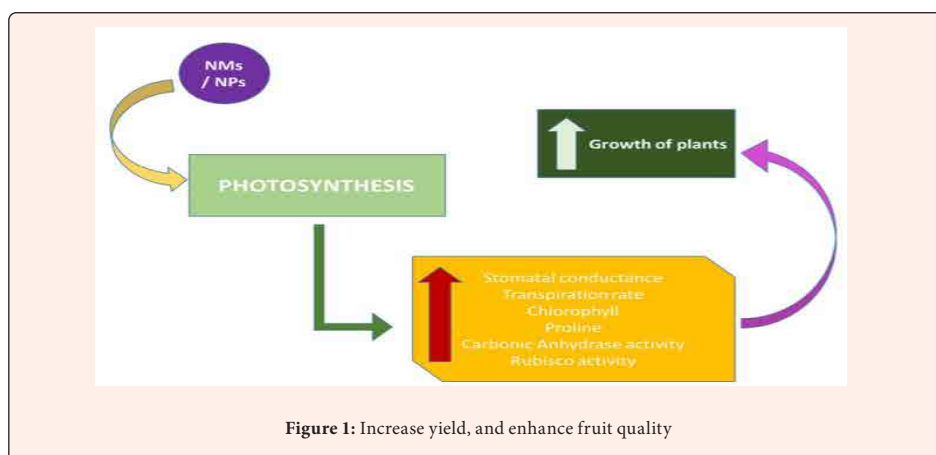 NMs
/ NPs
PHOTOSYNTHESIS
Growth of plants
Stomatal conductance
Transpiration rate
Chlorophyll
Proline
Carbonic Anhydrase activity
Rubisco activity
Figure 1: Increase yield, and enhance fruit quality